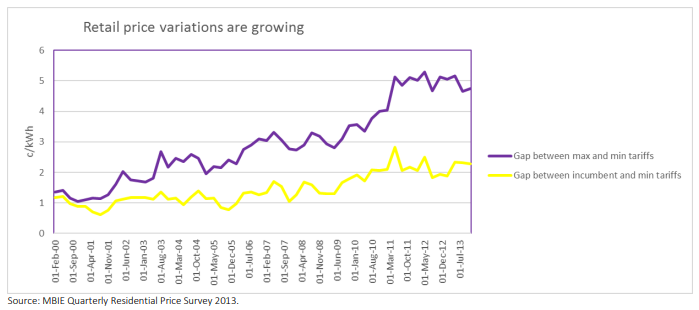 Retail price variations are growing
6
5
4
3
2
1
0
c/kWh
01-Feb-00
01-Sep-00
01-Apr-01
01-Nov-01
01-Jun-02
01-Jan-03
01-Aug-03
01-Mar-04
01-Oct-04
01-May-05
01-Dec-05
01-Jul-06
01-Feb-07
01-Sep-07
01-Apr-08
01-Nov-08
01-Jun-09
01-Jan-10
01-Aug-10
01-Mar-11
01-Oct-11
01-May-12
01-Dec-12
01-Jul-13
Gap between max and min tariffs
Gap between incumbent and min tariffs
Source: MBIE Quarterly Residential Price Survey 2013.